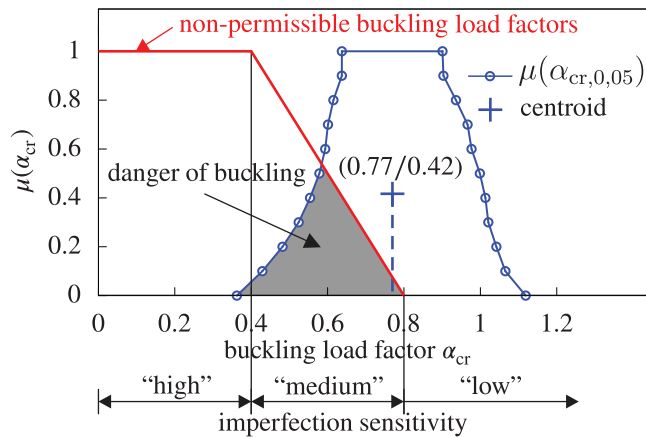 non-permissible buckling load factors
1
μ(α_cr,0,05)
0.8
centroid
0.6
danger of buckling
(0.77/0.42)
μ(α_cr)
0.4
0.2
0
0 0.2 0.4 0.6 0.8 1 1.2
buckling load factor α_cr
“high” “medium” “low”
imperfection sensitivity